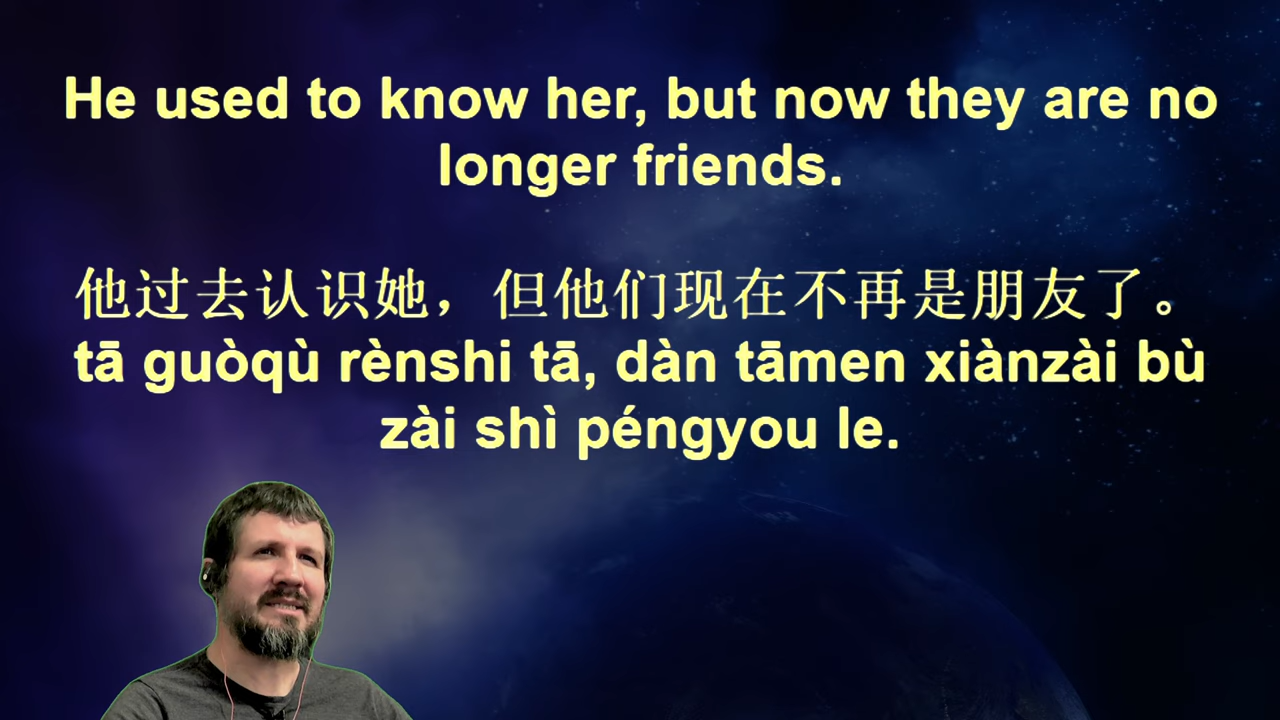 He used to know her, but now they are no
longer friends.
他过去认识她，但他们现在不再是朋友了。
tā guòqù rènshi tā, dàn tāmen xiànzài bù
zài shì péngyou le.